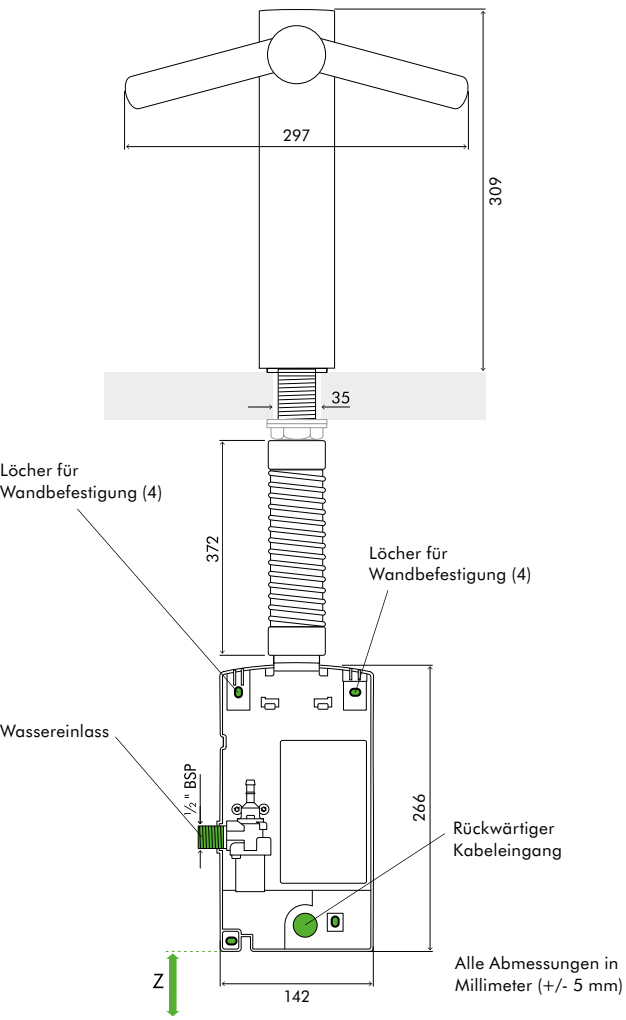 297
309
35
Löcher für
Wandbefestigung (4)
372
Löcher für
Wandbefestigung (4)
Wassereinlass
½" BSP
266
Rückwärtiger
Kabeleingang
Z
142
Alle Abmessungen in
Millimeter (+/- 5 mm)